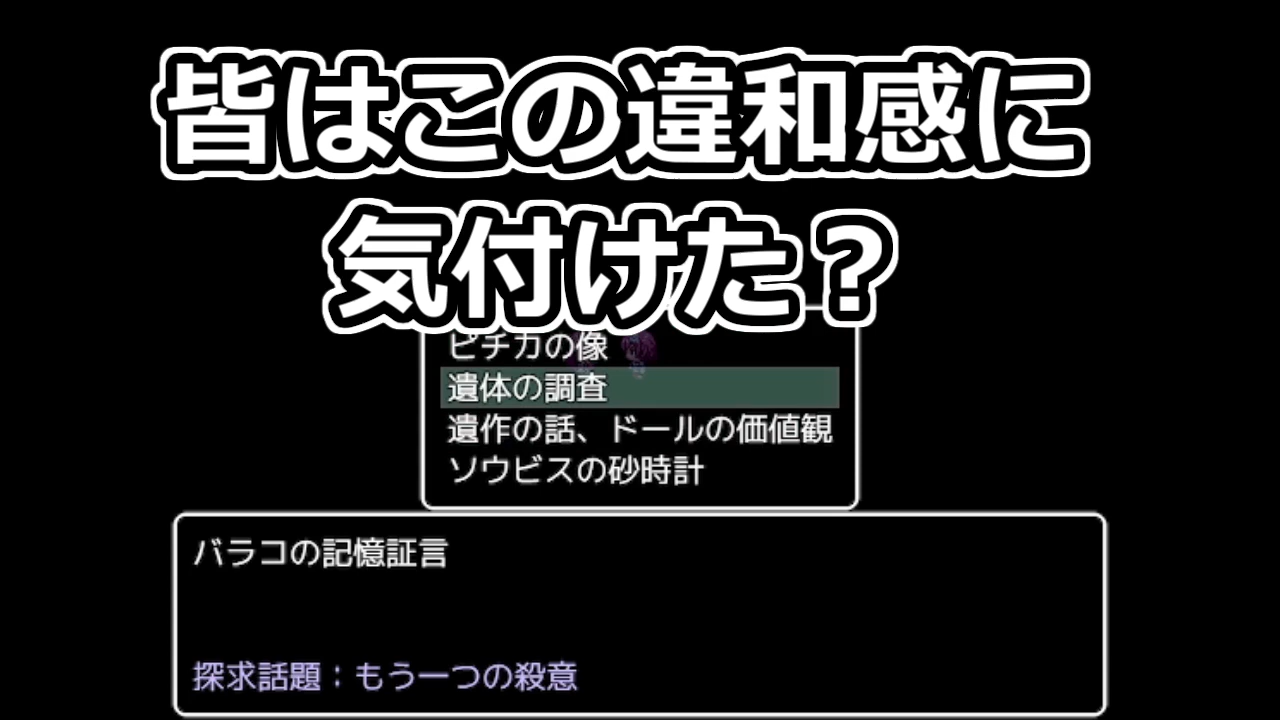 皆はこの違和感に
気付けた？
ピチカの像
遺体の調査
遺作の話、ドールの価値観
ソウビスの砂時計
バラコの記憶証言
探求話題：もう一つの殺意